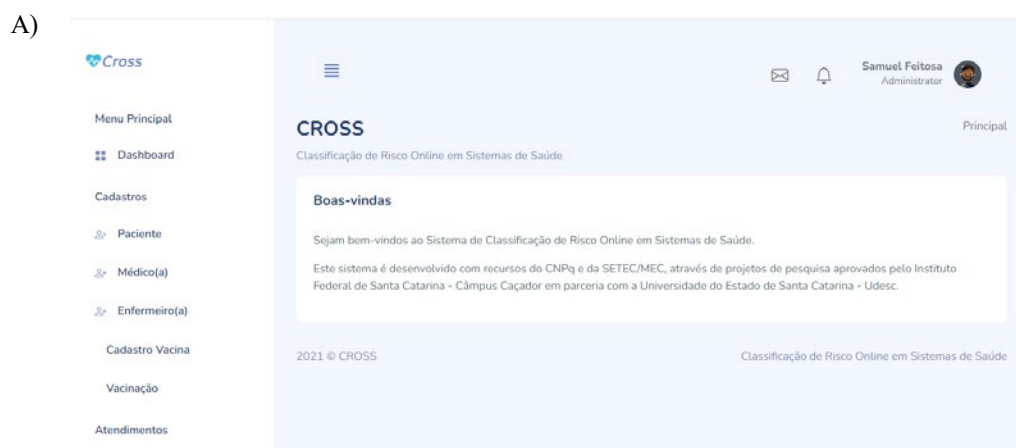 A)
Cross
Samuel Feitosa
Administrator
Menu Principal
Dashboard
Cadastros
Paciente
Médico(a)
Enfermeiro(a)
Cadastro Vacina
Vacinação
Atendimentos
CROSS
Principal
Classificação de Risco Online em Sistemas de Saúde
Boas-vindas
Sejam bem-vindos ao Sistema de Classificação de Risco Online em Sistemas de Saúde.
Este sistema é desenvolvido com recursos do CNPq e da SETEC/MEC, através de projetos de pesquisa aprovados pelo Instituto
Federal de Santa Catarina - Câmpus Caçador em parceria com a Universidade do Estado de Santa Catarina - Udesc.
2021 © CROSS
Classificação de Risco Online em Sistemas de Saúde